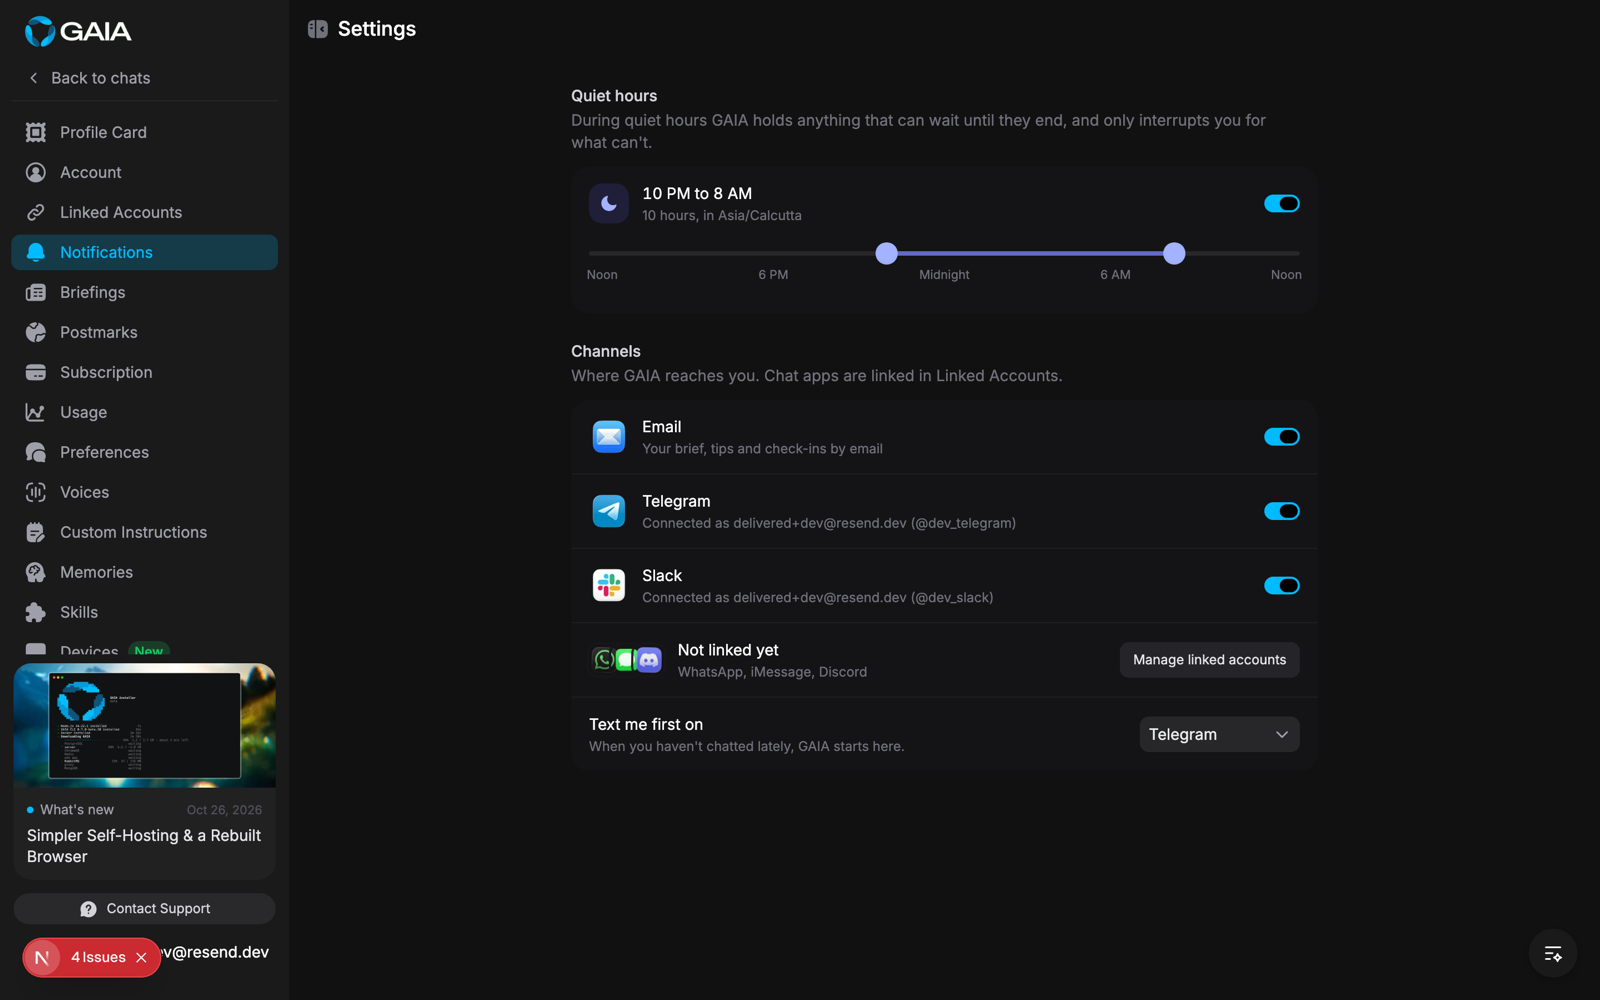 GAIA
Back to chats
Profile Card
Account
Linked Accounts
Notifications
Briefings
Postmarks
Subscription
Usage
Preferences
Voices
Custom Instructions
Memories
Skills
Devices New
What's new Oct 26, 2026
Simpler Self-Hosting & a Rebuilt
Browser
Contact Support
N 4 Issues
v@resend.dev
Settings
Quiet hours
During quiet hours GAIA holds anything that can wait until they end, and only interrupts you for
what can't.
10 PM to 8 AM
10 hours, in Asia/Calcutta
Noon 6 PM Midnight 6 AM Noon
Channels
Where GAIA reaches you. Chat apps are linked in Linked Accounts.
Email
Your brief, tips and check-ins by email
Telegram
Connected as delivered+dev@resend.dev (@dev_telegram)
Slack
Connected as delivered+dev@resend.dev (@dev_slack)
Not linked yet
WhatsApp, iMessage, Discord
Manage linked accounts
Text me first on
When you haven't chatted lately, GAIA starts here.
Telegram